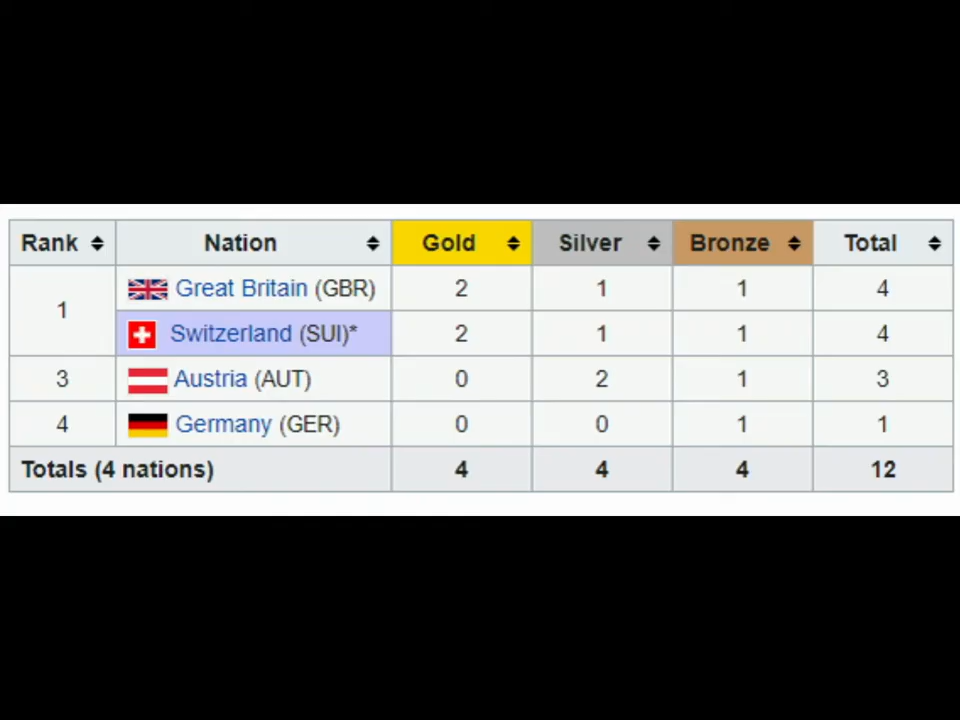 Rank Nation Gold Silver Bronze Total
1 Great Britain (GBR) 2 1 1 4
Switzerland (SUI)* 2 1 1 4
3 Austria (AUT) 0 2 1 3
4 Germany (GER) 0 0 1 1
Totals (4 nations) 4 4 4 12